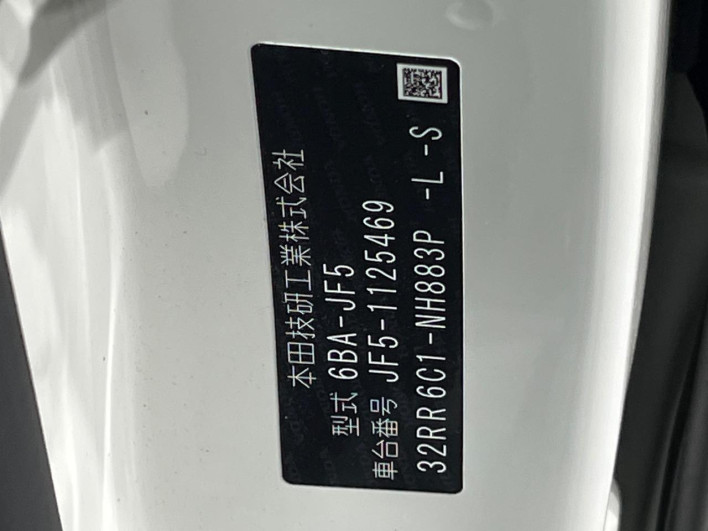 本田技研工業株式会社
型式 6BA-JF5
車台番号 JF5-1125469
32RR6C1-NH883P -L -S